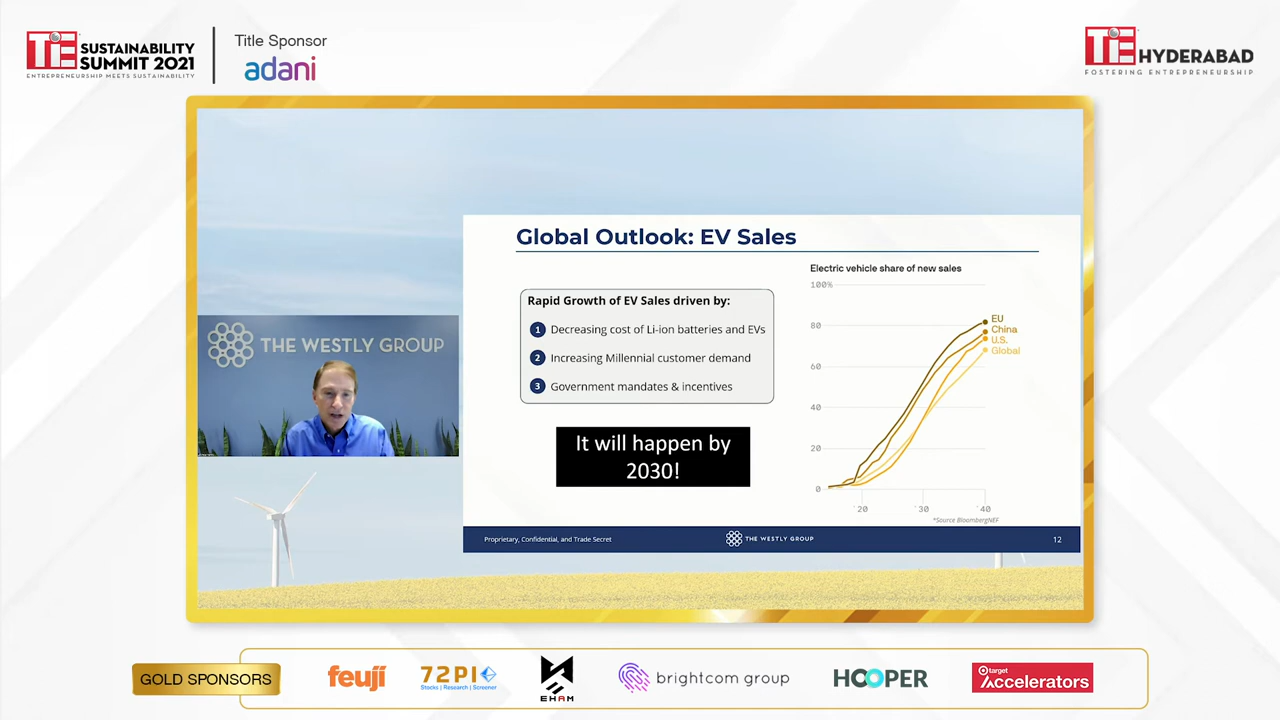 TiE SUSTAINABILITY
SUMMIT 2021
ENTREPRENEURSHIP MEETS SUSTAINABILITY
Title Sponsor
adani
TiE HYDERABAD
FOSTERING ENTREPRENEURSHIP
THE WESTLY GROUP
Global Outlook: EV Sales
Rapid Growth of EV Sales driven by:
1 Decreasing cost of Li-ion batteries and EVs
2 Increasing Millennial customer demand
3 Government mandates & incentives
It will happen by
2030!
Electric vehicle share of new sales
100%
80
60
40
20
0
EU
China
U.S.
Global
'20 '30 '40
*Source BloombergNEF
Proprietary, Confidential, and Trade Secret
THE WESTLY GROUP
12
GOLD SPONSORS
feuji
72PI
Stocks | Research | Screener
EHAM
brightcom group
HOOPER
target
Accelerators